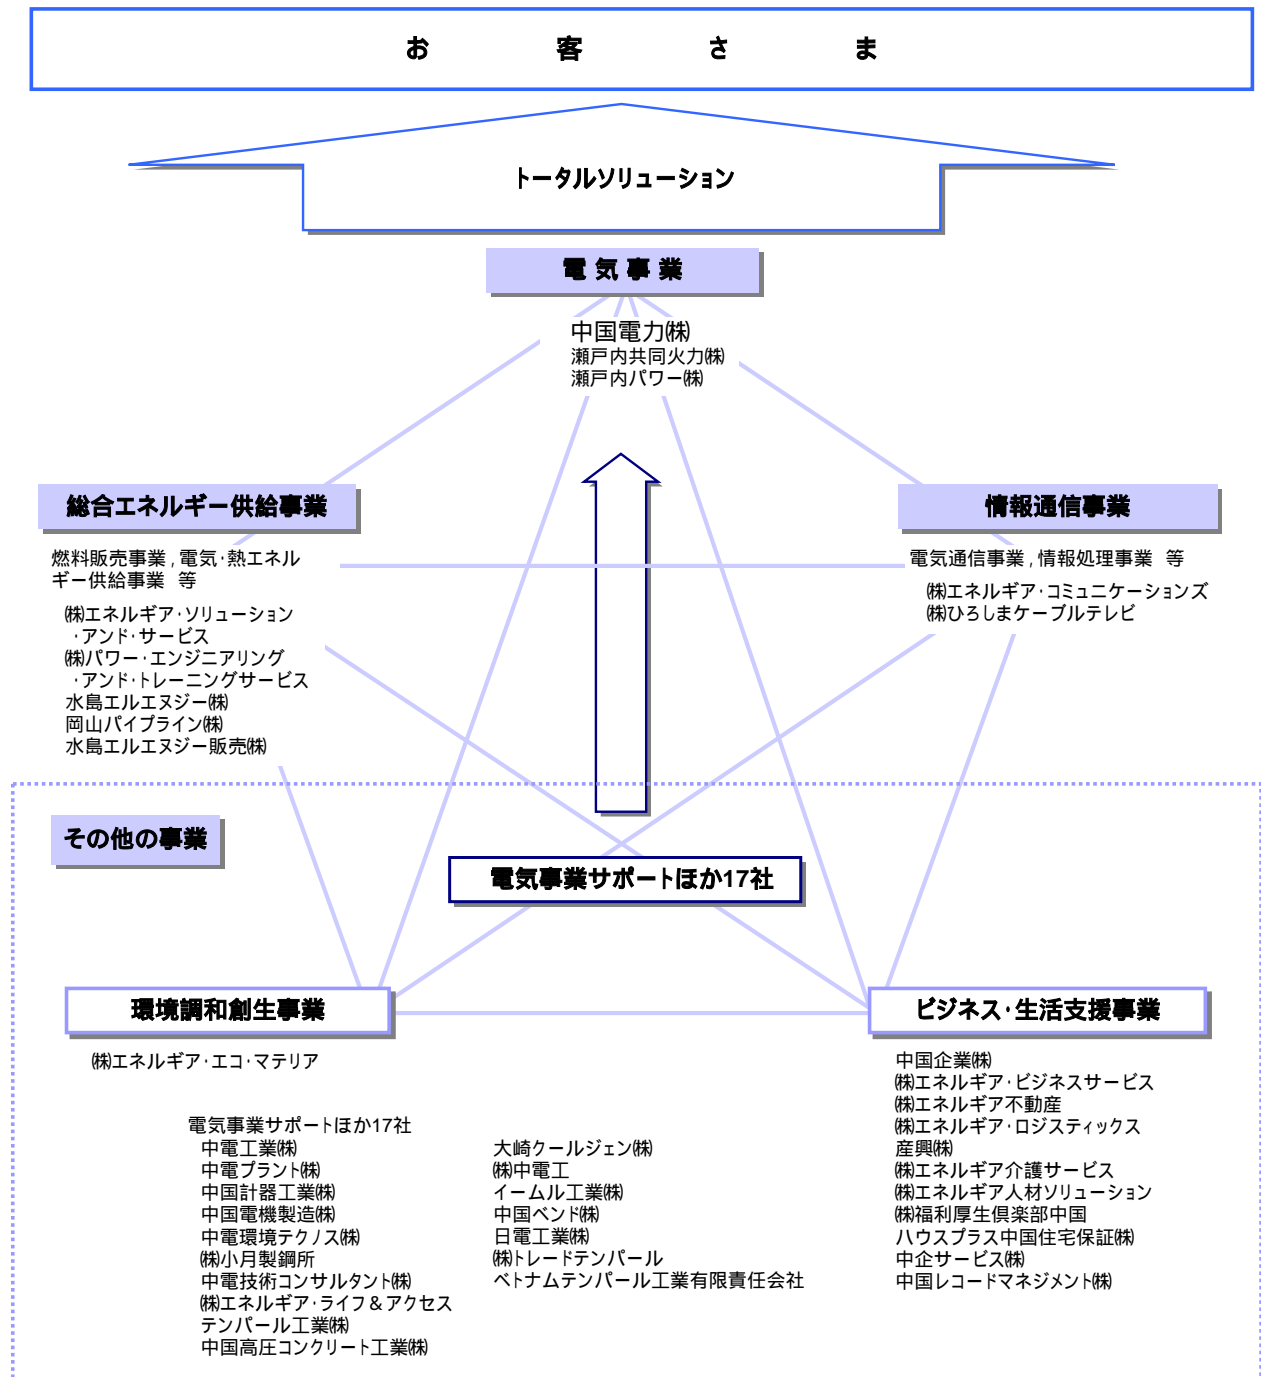 お客さま
トータルソリューション
電気事業
中国電力㈱
瀬戸内共同火力㈱
瀬戸内パワー㈱
総合エネルギー供給事業
燃料販売事業,電気･熱エネル
ギー供給事業 等
㈱エネルギア･ソリューション
･アンド･サービス
㈱パワー･エンジニアリング
･アンド･トレーニングサービス
水島エルエヌジー㈱
岡山パイプライン㈱
水島エルエヌジー販売㈱
情報通信事業
電気通信事業,情報処理事業 等
㈱エネルギア･コミュニケーションズ
㈱ひろしまケーブルテレビ
その他の事業
電気事業サポートほか17社
環境調和創生事業
㈱エネルギア･エコ･マテリア
電気事業サポートほか17社
中電工業㈱
中電プラント㈱
中国計器工業㈱
中国電機製造㈱
中電環境テクノス㈱
㈱小月製鋼所
中電技術コンサルタント㈱
㈱エネルギア･ライフ＆アクセス
テンパール工業㈱
中国高圧コンクリート工業㈱
大崎クールジェン㈱
㈱中電工
イームル工業㈱
中国ペンド㈱
日電工業㈱
㈱トレードテンパール
ベトナムテンパール工業有限責任会社
ビジネス･生活支援事業
中国企業㈱
㈱エネルギア･ビジネスサービス
㈱エネルギア不動産
㈱エネルギア･ロジスティックス
産興㈱
㈱エネルギア介護サービス
㈱エネルギア人材ソリューション
㈱福利厚生倶楽部中国
ハウスプラス中国住宅保証㈱
中企サービス㈱
中国レコードマネジメント㈱